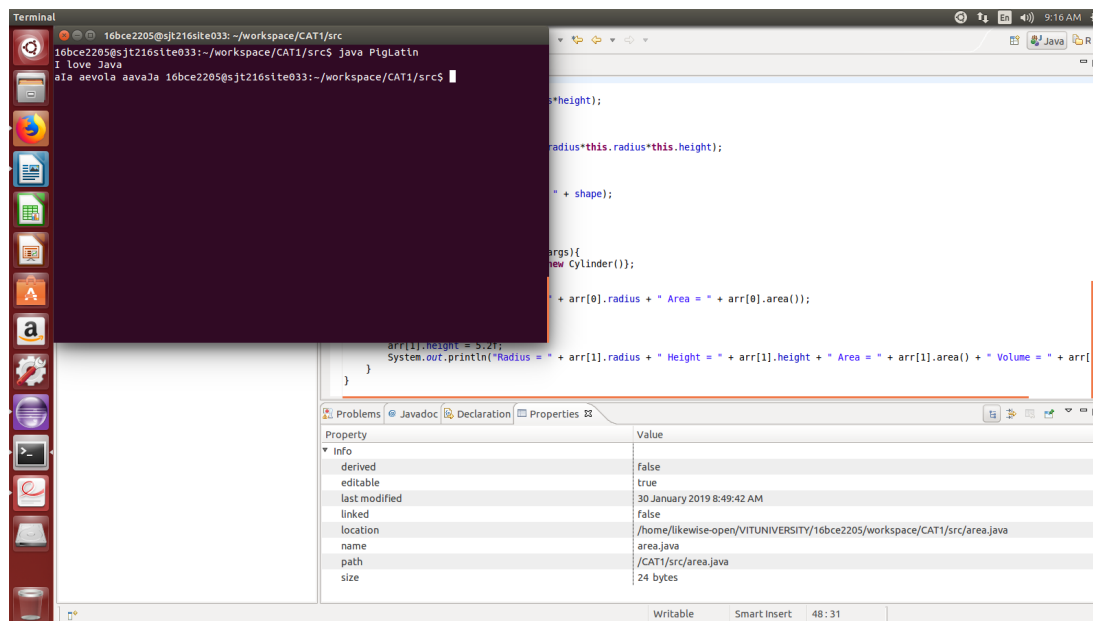 Terminal
En 9:16 AM
16bce2205@sjt216site033: ~/workspace/CAT1/src
16bce2205@sjt216site033:~/workspace/CAT1/src$ java PigLatin
I love Java
aIa aevola aavaJa 16bce2205@sjt216site033:~/workspace/CAT1/src$
Java R
s*height);
radius*this.radius*this.height);
" + shape);
args){
new Cylinder()};
" + arr[0].radius + " Area = " + arr[0].area());
arr[1].height = 5.2f;
System.out.println("Radius = " + arr[1].radius + " Height = " + arr[1].height + " Area = " + arr[1].area() + " Volume = " + arr[
}
}
Problems @ Javadoc Declaration Properties
Property Value
Info
derived false
editable true
last modified 30 January 2019 8:49:42 AM
linked false
location /home/likewise-open/VITUNIVERSITY/16bce2205/workspace/CAT1/src/area.java
name area.java
path /CAT1/src/area.java
size 24 bytes
Writable Smart Insert 48:31